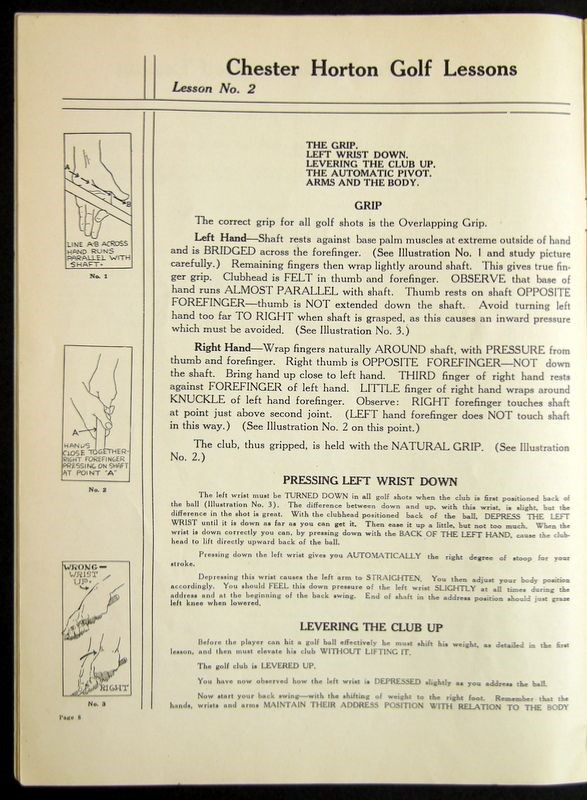 Chester Horton Golf Lessons
Lesson No. 2
THE GRIP.
LEFT WRIST DOWN.
LEVERING THE CLUB UP.
THE AUTOMATIC PIVOT.
ARMS AND THE BODY.
GRIP
The correct grip for all golf shots is the Overlapping Grip.
Left Hand—Shaft rests against base palm muscles at extreme outside of hand
and is BRIDGED across the forefinger. (See Illustration No. 1 and study picture
carefully.) Remaining fingers then wrap lightly around shaft. This gives true fin-
ger grip. Clubhead is FELT in thumb and forefinger. OBSERVE that base of
hand runs ALMOST PARALLEL with shaft. Thumb rests on shaft OPPOSITE
FOREFINGER—thumb is NOT extended down the shaft. Avoid turning left
hand too far TO RIGHT when shaft is grasped, as this causes an inward pressure
which must be avoided. (See Illustration No. 3.)
Right Hand—Wrap fingers naturally AROUND shaft, with PRESSURE from
thumb and forefinger. Right thumb is OPPOSITE FOREFINGER—NOT down
the shaft. Bring hand up close to left hand. THIRD finger of right hand rests
against FOREFINGER of left hand. LITTLE finger of right hand wraps around
KNUCKLE of left hand forefinger. Observe: RIGHT forefinger touches shaft
at point just above second joint. (LEFT hand forefinger does NOT touch shaft
in this way.) (See Illustration No. 2 on this point.)
The club, thus gripped, is held with the NATURAL GRIP. (See Illustration
No. 2.)
PRESSING LEFT WRIST DOWN
The left wrist must be TURNED DOWN in all golf shots when the club is first positioned back of
the ball (Illustration No. 3). The difference between down and up, with this wrist, is slight, but the
difference in the shot is great. With the clubhead positioned back of the ball, DEPRESS THE LEFT
WRIST until it is down as far as you can get it. Then ease it up a little, but not too much. When the
wrist is down correctly you can, by pressing down with the BACK OF THE LEFT HAND, cause the club-
head to lift directly upward back of the ball.
Pressing down the left wrist gives you AUTOMATICALLY the right degree of stoop for your
stroke.
Depressing this wrist causes the left arm to STRAIGHTEN. You then adjust your body position
accordingly. You should FEEL this down pressure of the left wrist SLIGHTLY at all times during the
address and at the beginning of the back swing. End of shaft in the address position should just graze
left knee when lowered.
LEVERING THE CLUB UP
Before the player can hit a golf ball effectively he must shift his weight, as detailed in the first
lesson, and then must elevate his club WITHOUT LIFTING IT.
The golf club is LEVERED UP.
You have now observed how the left wrist is DEPRESSED slightly as you address the ball.
Now start your back swing—with the shifting of weight to the right foot. Remember that the
hands, wrists and arms MAINTAIN THEIR ADDRESS POSITION WITH RELATION TO THE BODY
A
B
LINE A-B ACROSS
HAND RUNS
PARALLEL WITH
SHAFT.
No. 1
A
HANDS
CLOSE TOGETHER-
RIGHT FOREFINGER
PRESSING ON SHAFT
AT POINT "A"
No. 2
WRONG-
WRIST
UP.
RIGHT
No. 3
Page 8